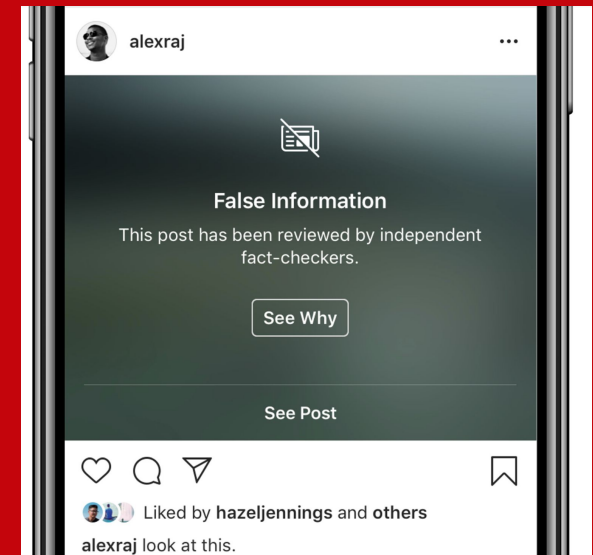 alexraj
False Information
This post has been reviewed by independent
fact-checkers.
See Why
See Post
Liked by hazeljennings and others
alexraj look at this.